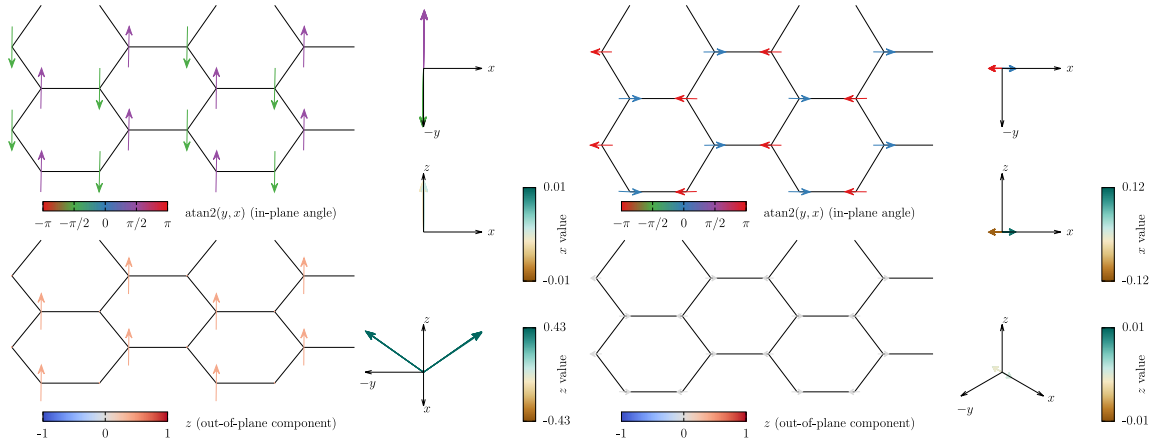 x
−y
z
x
−π −π/2 0 π/2 π
atan2(y, x) (in-plane angle)
0.01
x value
-0.01
z
−y
x
0.43
z value
-0.43
-1 0 1
z (out-of-plane component)
x
−y
z
x
−π −π/2 0 π/2 π
atan2(y, x) (in-plane angle)
0.12
x value
-0.12
z
−y
x
0.01
z value
-0.01
-1 0 1
z (out-of-plane component)